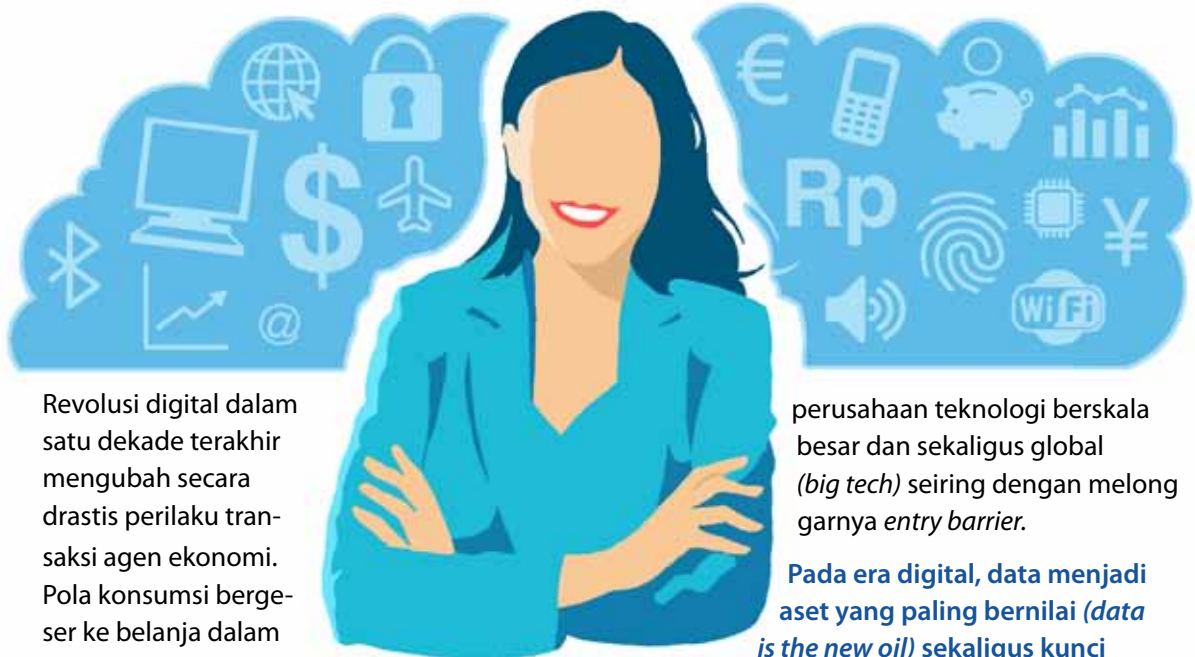 €
$
Rp
¥
@
WiFi
Revolusi digital dalam
satu dekade terakhir
mengubah secara
drastis perilaku tran-
saksi agen ekonomi.
Pola konsumsi berge-
ser ke belanja dalam
perusahaan teknologi berskala
besar dan sekaligus global
(big tech) seiring dengan melong
garnya entry barrier.
Pada era digital, data menjadi
aset yang paling bernilai (data
is the new oil) sekaligus kunci